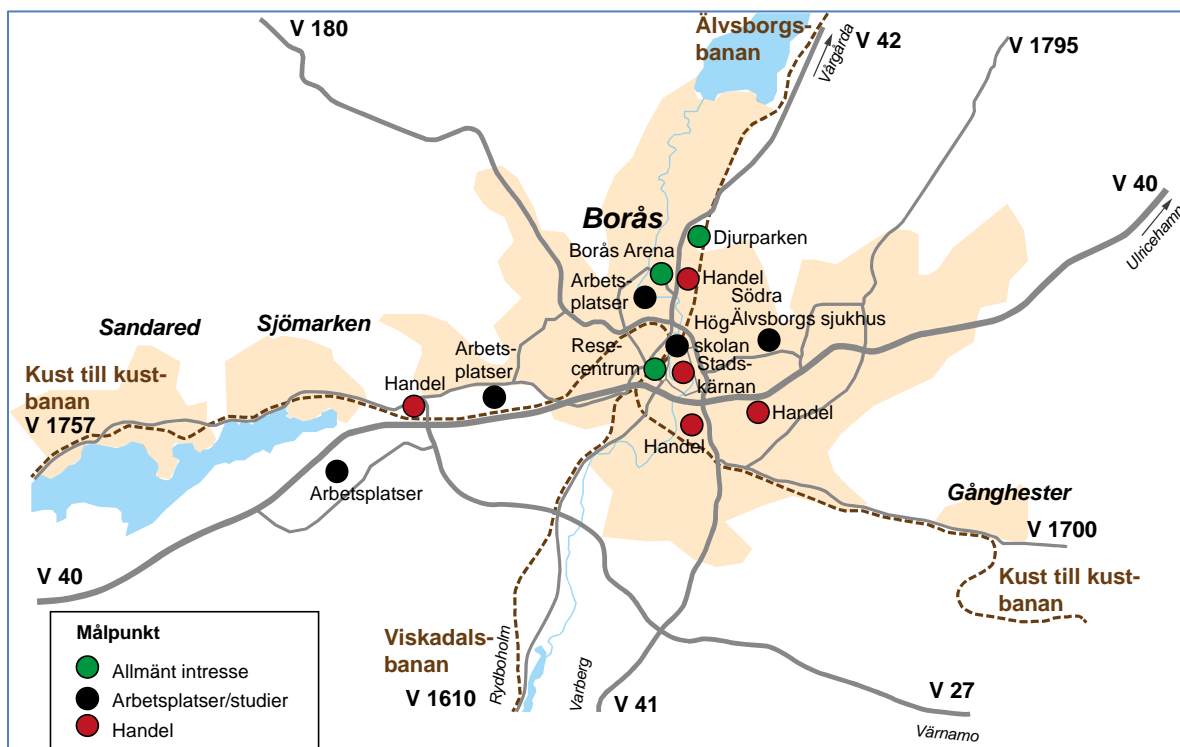 V 180
Älvsborgs-
banan
V 42
Vårgårda
V 1795
V 40
Ulricehamn
Borås
Djurparken
Borås Arena
Handel
Arbets-
platser
Södra
Älvsborgs sjukhus
Hög
skolan
Sandared
Sjömarken
Arbets-
platser
Rese-
centrum
Stads-
kärnan
Kust till kust-
banan
V 1757
Handel
Handel
Handel
Arbetsplatser
Gånghester
V 1700
V 40
Kust till kust-
banan
Målpunkt
Allmänt intresse
Arbetsplatser/studier
Handel
Viskadals-
banan
V 1610
Rydboholm
Varberg
V 41
V 27
Värnamo